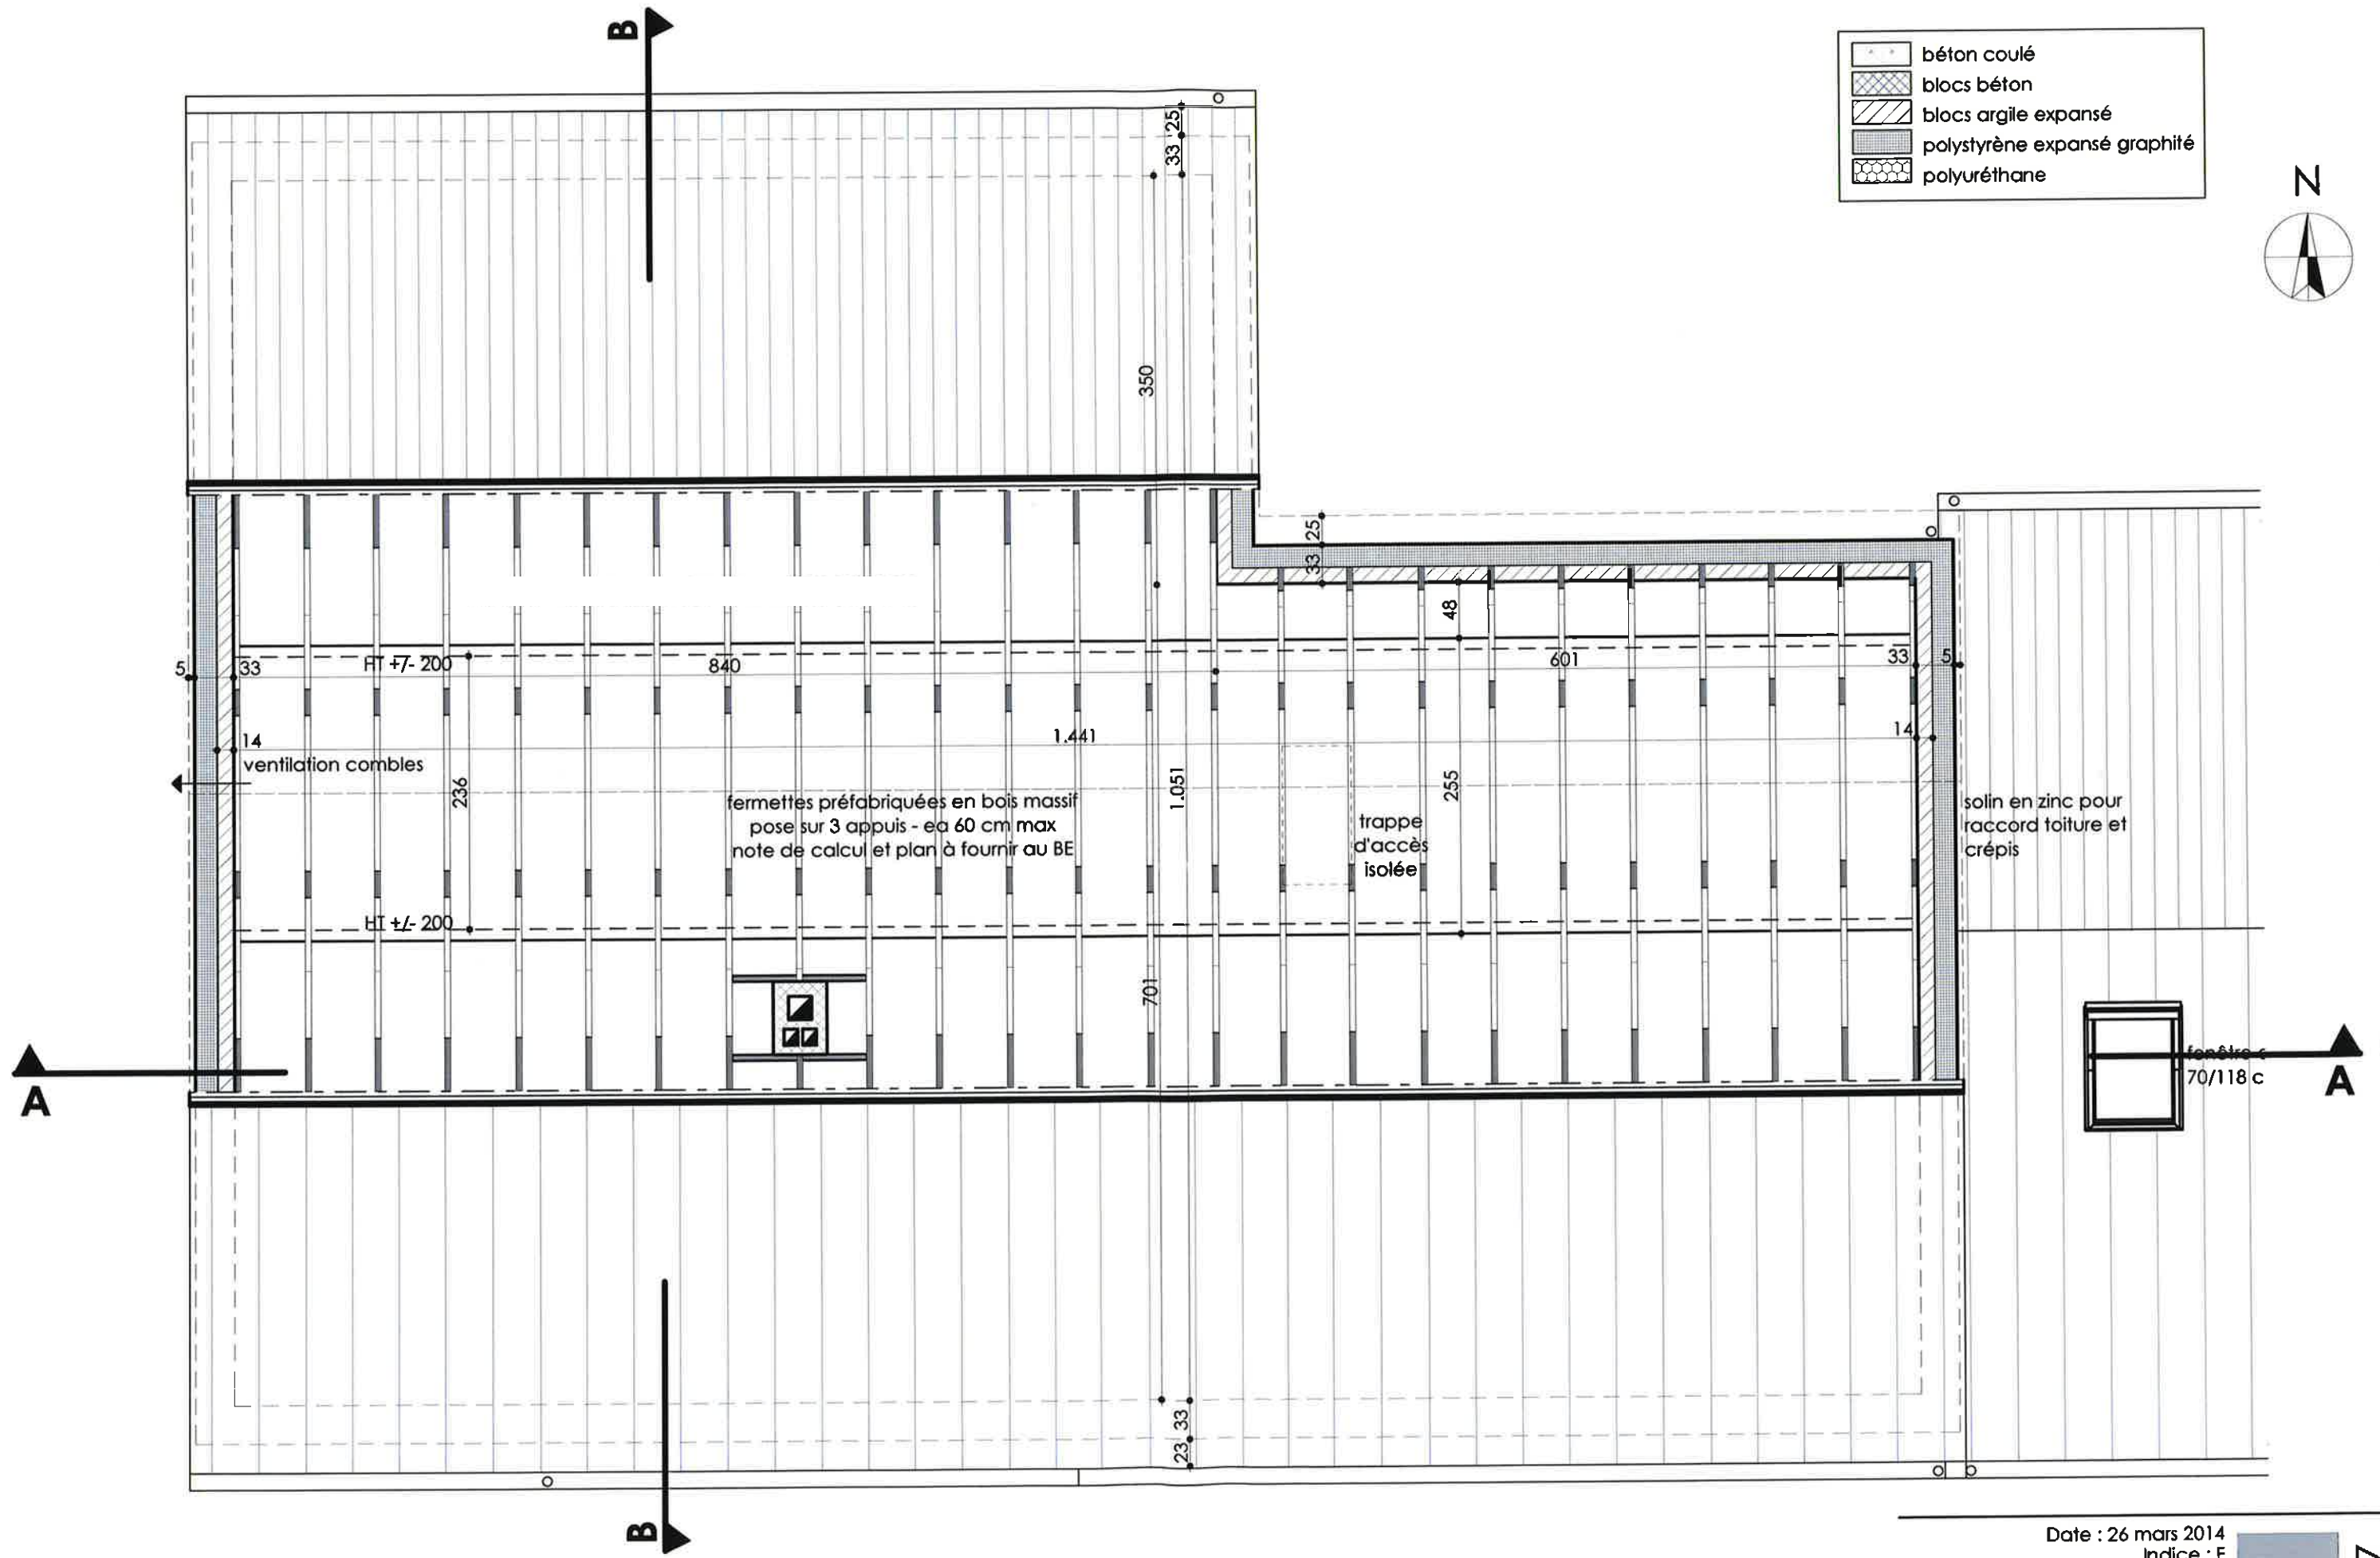 B
béton coulé
blocs béton
blocs argile expansé
polystyrène expansé graphité
polyuréthane
N
25
33
350
25
33
48
5
33
HT +/- 200
840
601
33
5
14
1.441
14
ventilation combles
236
1.051
255
fermettes préfabriquées en bois massif
pose sur 3 appuis - ea 60 cm max
note de calcul et plan à fournir au BE
trappe
d'accès
isolée
solin en zinc pour
raccord toiture et
crépis
HT +/- 200
701
70/118 c
A
A
33
23
B
Date : 26 mars 2014